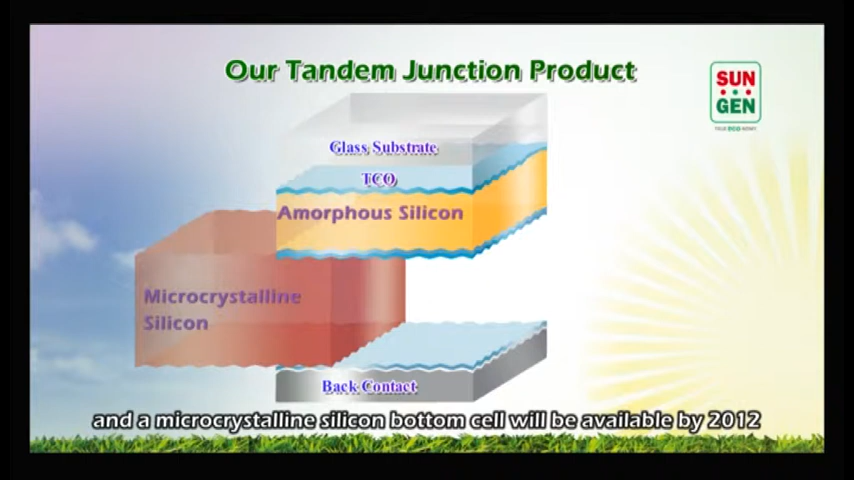 Our Tandem Junction Product
SUN
GEN
Glass Substrate
TCO
Amorphous Silicon
Microcrystalline
Silicon
Back Contact
and a microcrystalline silicon bottom cell will be available by 2012